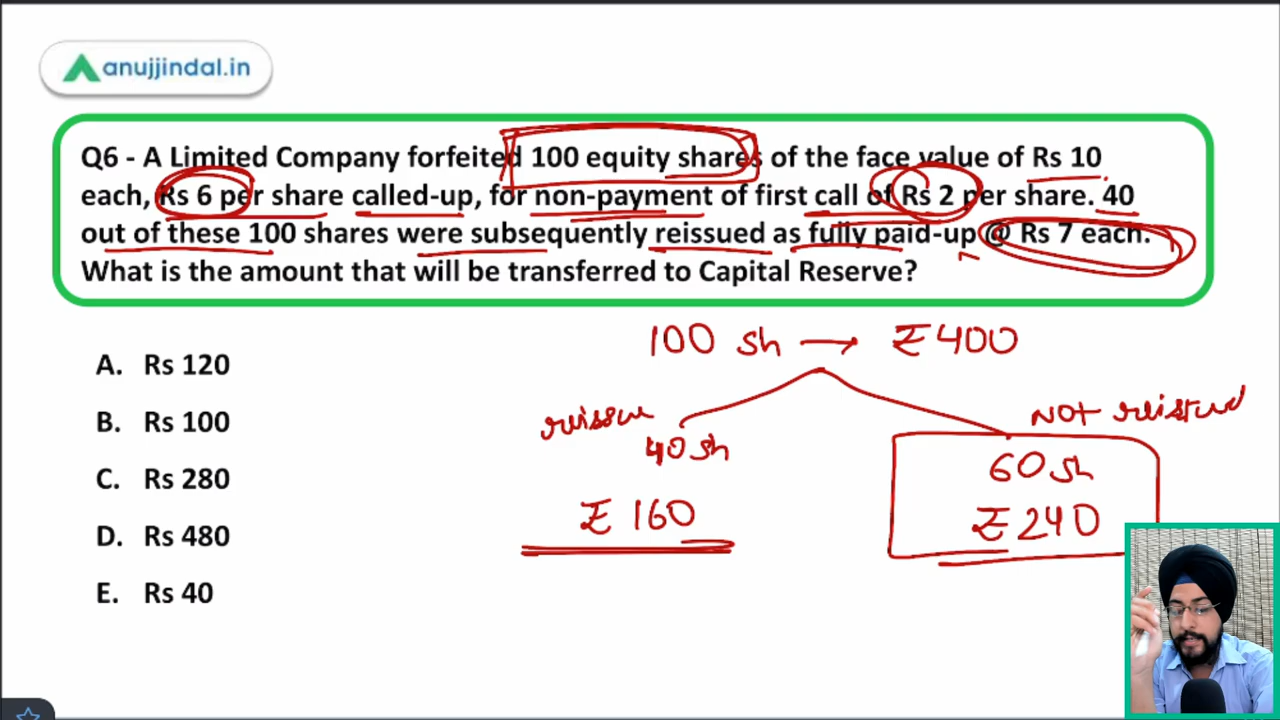 anujjindal.in
Q6 - A Limited Company forfeited 100 equity shares of the face value of Rs 10
each, Rs 6 per share called-up, for non-payment of first call of Rs 2 per share. 40
out of these 100 shares were subsequently reissued as fully paid-up @ Rs 7 each.
What is the amount that will be transferred to Capital Reserve?
100 sh → ₹400
A. Rs 120
reissue
NOT reissued
B. Rs 100
40 sh
60 sh
C. Rs 280
₹ 160
₹ 240
D. Rs 480
E. Rs 40